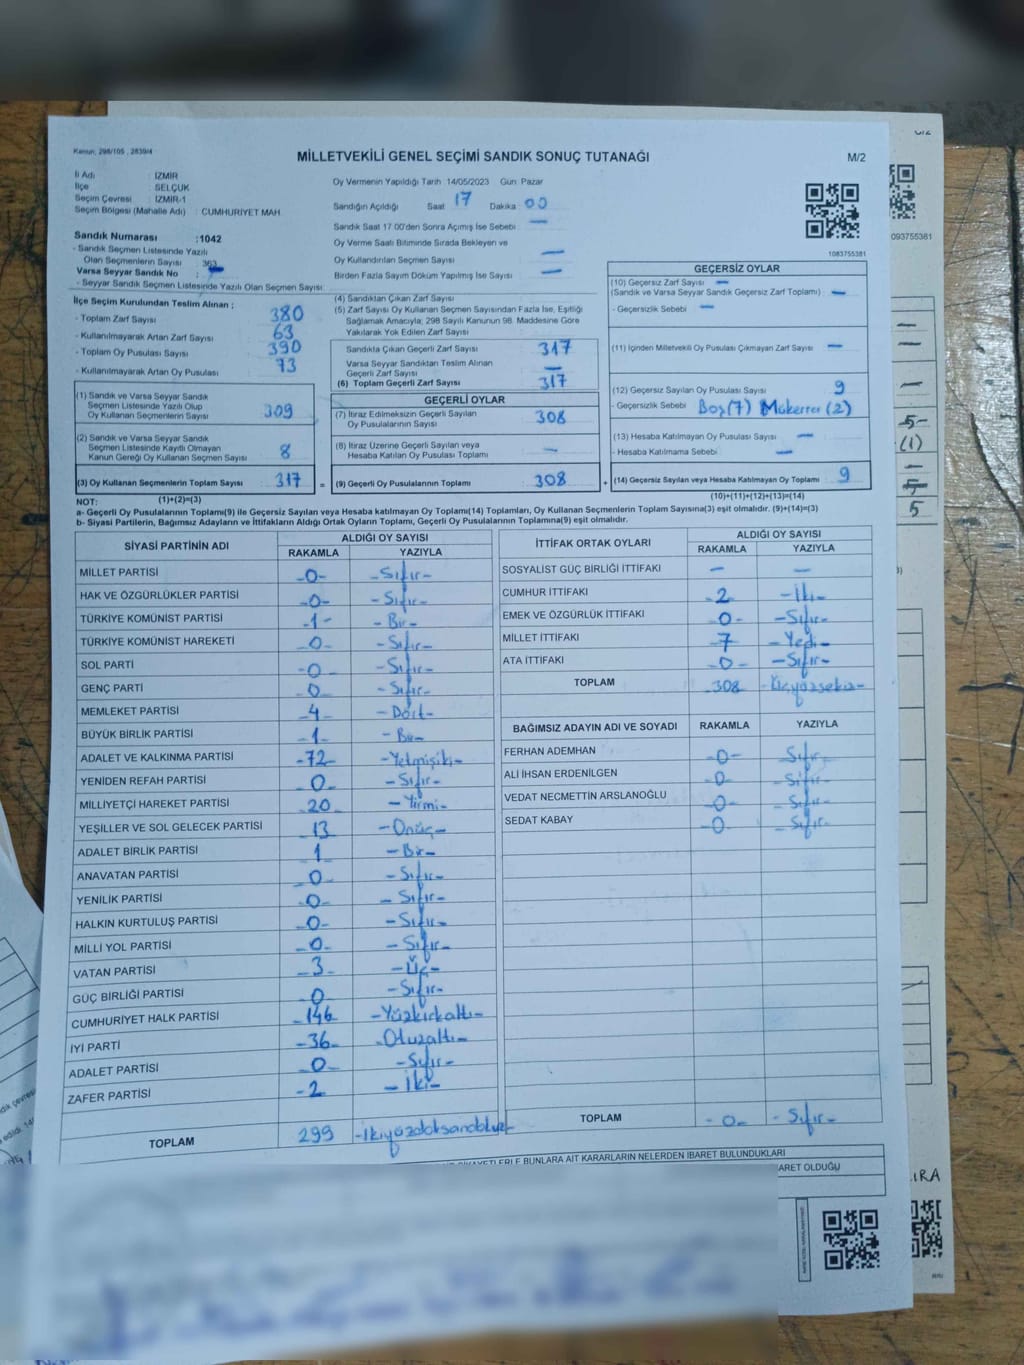 Kanun: 298/105 , 2839/4
MİLLETVEKİLİ GENEL SEÇİMİ SANDIK SONUÇ TUTANAĞI
M/2
İl Adı : İZMİR
İlçe : SELÇUK
Seçim Çevresi : İZMİR-1
Seçim Bölgesi (Mahalle Adı) : CUMHURİYET MAH
Sandık Numarası :1042
- Sandık Seçmen Listesinde Yazılı
Olan Seçmenlerin Sayısı : 363
Varsa Seyyar Sandık No :
- Seyyar Sandık Listesinde Yazılı Olan Seçmen Sayısı:
Oy Vermenin Yapıldığı Tarih :14/05/2023 Gün: Pazar
Sandığın Açıldığı Saat 17 Dakika 00
Sandık Saat 17.00'den Sonra Açılmış İse Sebebi : —
Oy Verme Saati Bitiminde Sırada Bekleyen ve
Oy Kullandırılan Seçmen Sayısı : —
Birden Fazla Sayım Döküm Yapılmış İse Sayısı : —
1083755381
093755381
İlçe Seçim Kurulundan Teslim Alınan ;
- Toplam Zarf Sayısı : 380
- Kullanılmayarak Artan Zarf Sayısı : 63
- Toplam Oy Pusulası Sayısı : 390
- Kullanılmayarak Artan Oy Pusulası : 73
(1) Sandık ve Varsa Seyyar Sandık
Seçmen Listesinde Yazılı Olup
Oy Kullanan Seçmenlerin Sayısı : 309
(2) Sandık ve Varsa Seyyar Sandık
Seçmen Listesinde Kayıtlı Olmayan
Kanun Gereği Oy Kullanan Seçmen Sayısı : 8
(3) Oy Kullanan Seçmenlerin Toplam Sayısı : 317 =
(4) Sandıktan Çıkan Zarf Sayısı
(5) Zarf Sayısı Oy Kullanan Seçmen Sayısından Fazla İse, Eşitliği
Sağlamak Amacıyla; 298 Sayılı Kanunun 98. Maddesine Göre
Yakılarak Yok Edilen Zarf Sayısı
Sandıkta Çıkan Geçerli Zarf Sayısı : 317
Varsa Seyyar Sandıktan Teslim Alınan
Geçerli Zarf Sayısı : —
(6) Toplam Geçerli Zarf Sayısı : 317
GEÇERLİ OYLAR
(7) İtiraz Edilmeksizin Geçerli Sayılan
Oy Pusulalarının Sayısı : 308
(8) İtiraz Üzerine Geçerli Sayılan veya
Hesaba Katılan Oy Pusulası Toplamı : —
(9) Geçerli Oy Pusulalarının Toplamı : 308 +
GEÇERSİZ OYLAR
(10) Geçersiz Zarf Sayısı : —
(Sandık ve Varsa Seyyar Sandık Geçersiz Zarf Toplamı) : —
- Geçersizlik Sebebi : —
(11) İçinden Milletvekili Oy Pusulası Çıkmayan Zarf Sayısı : —
(12) Geçersiz Sayılan Oy Pusulası Sayısı : 9
- Geçersizlik Sebebi : Boş(7) Mükerrer (2)
(13) Hesaba Katılmayan Oy Pusulası Sayısı : —
- Hesaba Katılmama Sebebi : —
(14) Geçersiz Sayılan veya Hesaba Katılmayan Oy Toplamı : 9
NOT: (1)+(2)=(3)
(10)+(11)+(12)+(13)=(14)
a- Geçerli Oy Pusulalarının Toplamı(9) ile Geçersiz Sayılan veya Hesaba katılmayan Oy Toplamı(14) Toplamları, Oy Kullanan Seçmenlerin Toplam Sayısına(3) eşit olmalıdır. (9)+(14)=(3)
b- Siyasi Partilerin, Bağımsız Adayların ve İttifakların Aldığı Ortak Oyların Toplamı, Geçerli Oy Pusulalarının Toplamına(9) eşit olmalıdır.
SİYASİ PARTİNİN ADI ALDIĞI OY SAYISI
RAKAMLA YAZIYLA
MİLLET PARTİSİ -0- -Sıfır-
HAK VE ÖZGÜRLÜKLER PARTİSİ -0- -Sıfır-
TÜRKİYE KOMÜNİST PARTİSİ -1- -Bir-
TÜRKİYE KOMÜNİST HAREKETİ -0- -Sıfır-
SOL PARTİ -0- -Sıfır-
GENÇ PARTİ -0- -Sıfır-
MEMLEKET PARTİSİ -4- -Dört-
BÜYÜK BİRLİK PARTİSİ -1- -Bir-
ADALET VE KALKINMA PARTİSİ -72- -Yetmişiki-
YENİDEN REFAH PARTİSİ -0- -Sıfır-
MİLLİYETÇİ HAREKET PARTİSİ -20- -Yirmi-
YEŞİLLER VE SOL GELECEK PARTİSİ -13- -Onüç-
ADALET BİRLİK PARTİSİ -1- -Bir-
ANAVATAN PARTİSİ -0- -Sıfır-
YENİLİK PARTİSİ -0- -Sıfır-
HALKIN KURTULUŞ PARTİSİ -0- -Sıfır-
MİLLİ YOL PARTİSİ -0- -Sıfır-
VATAN PARTİSİ -3- -Üç-
GÜÇ BİRLİĞİ PARTİSİ -0- -Sıfır-
CUMHURİYET HALK PARTİSİ -146- -Yüzkırkaltı-
İYİ PARTİ -36- -Otuzaltı-
ADALET PARTİSİ -0- -Sıfır-
ZAFER PARTİSİ -2- -İki-
TOPLAM 299 -İkiyüzdoksandokuz-
İTTİFAK ORTAK OYLARI ALDIĞI OY SAYISI
RAKAMLA YAZIYLA
SOSYALİST GÜÇ BİRLİĞİ İTTİFAKI — —
CUMHUR İTTİFAKI -2- -İki-
EMEK VE ÖZGÜRLÜK İTTİFAKI -0- -Sıfır-
MİLLET İTTİFAKI -7- -Yedi-
ATA İTTİFAKI -0- -Sıfır-
TOPLAM -308- -Üçyüzsekiz-
BAĞIMSIZ ADAYIN ADI VE SOYADI RAKAMLA YAZIYLA
FERHAN ADEMHAN -0- -Sıfır-
ALİ İHSAN ERDENİLGEN -0- -Sıfır-
VEDAT NECMETTİN ARSLANOĞLU -0- -Sıfır-
SEDAT KABAY -0- -Sıfır-
TOPLAM -0- -Sıfır-
BUNLARA AİT KARARLARIN NELERDEN İBARET BULUNDUKLARI
ARET OLDUĞU